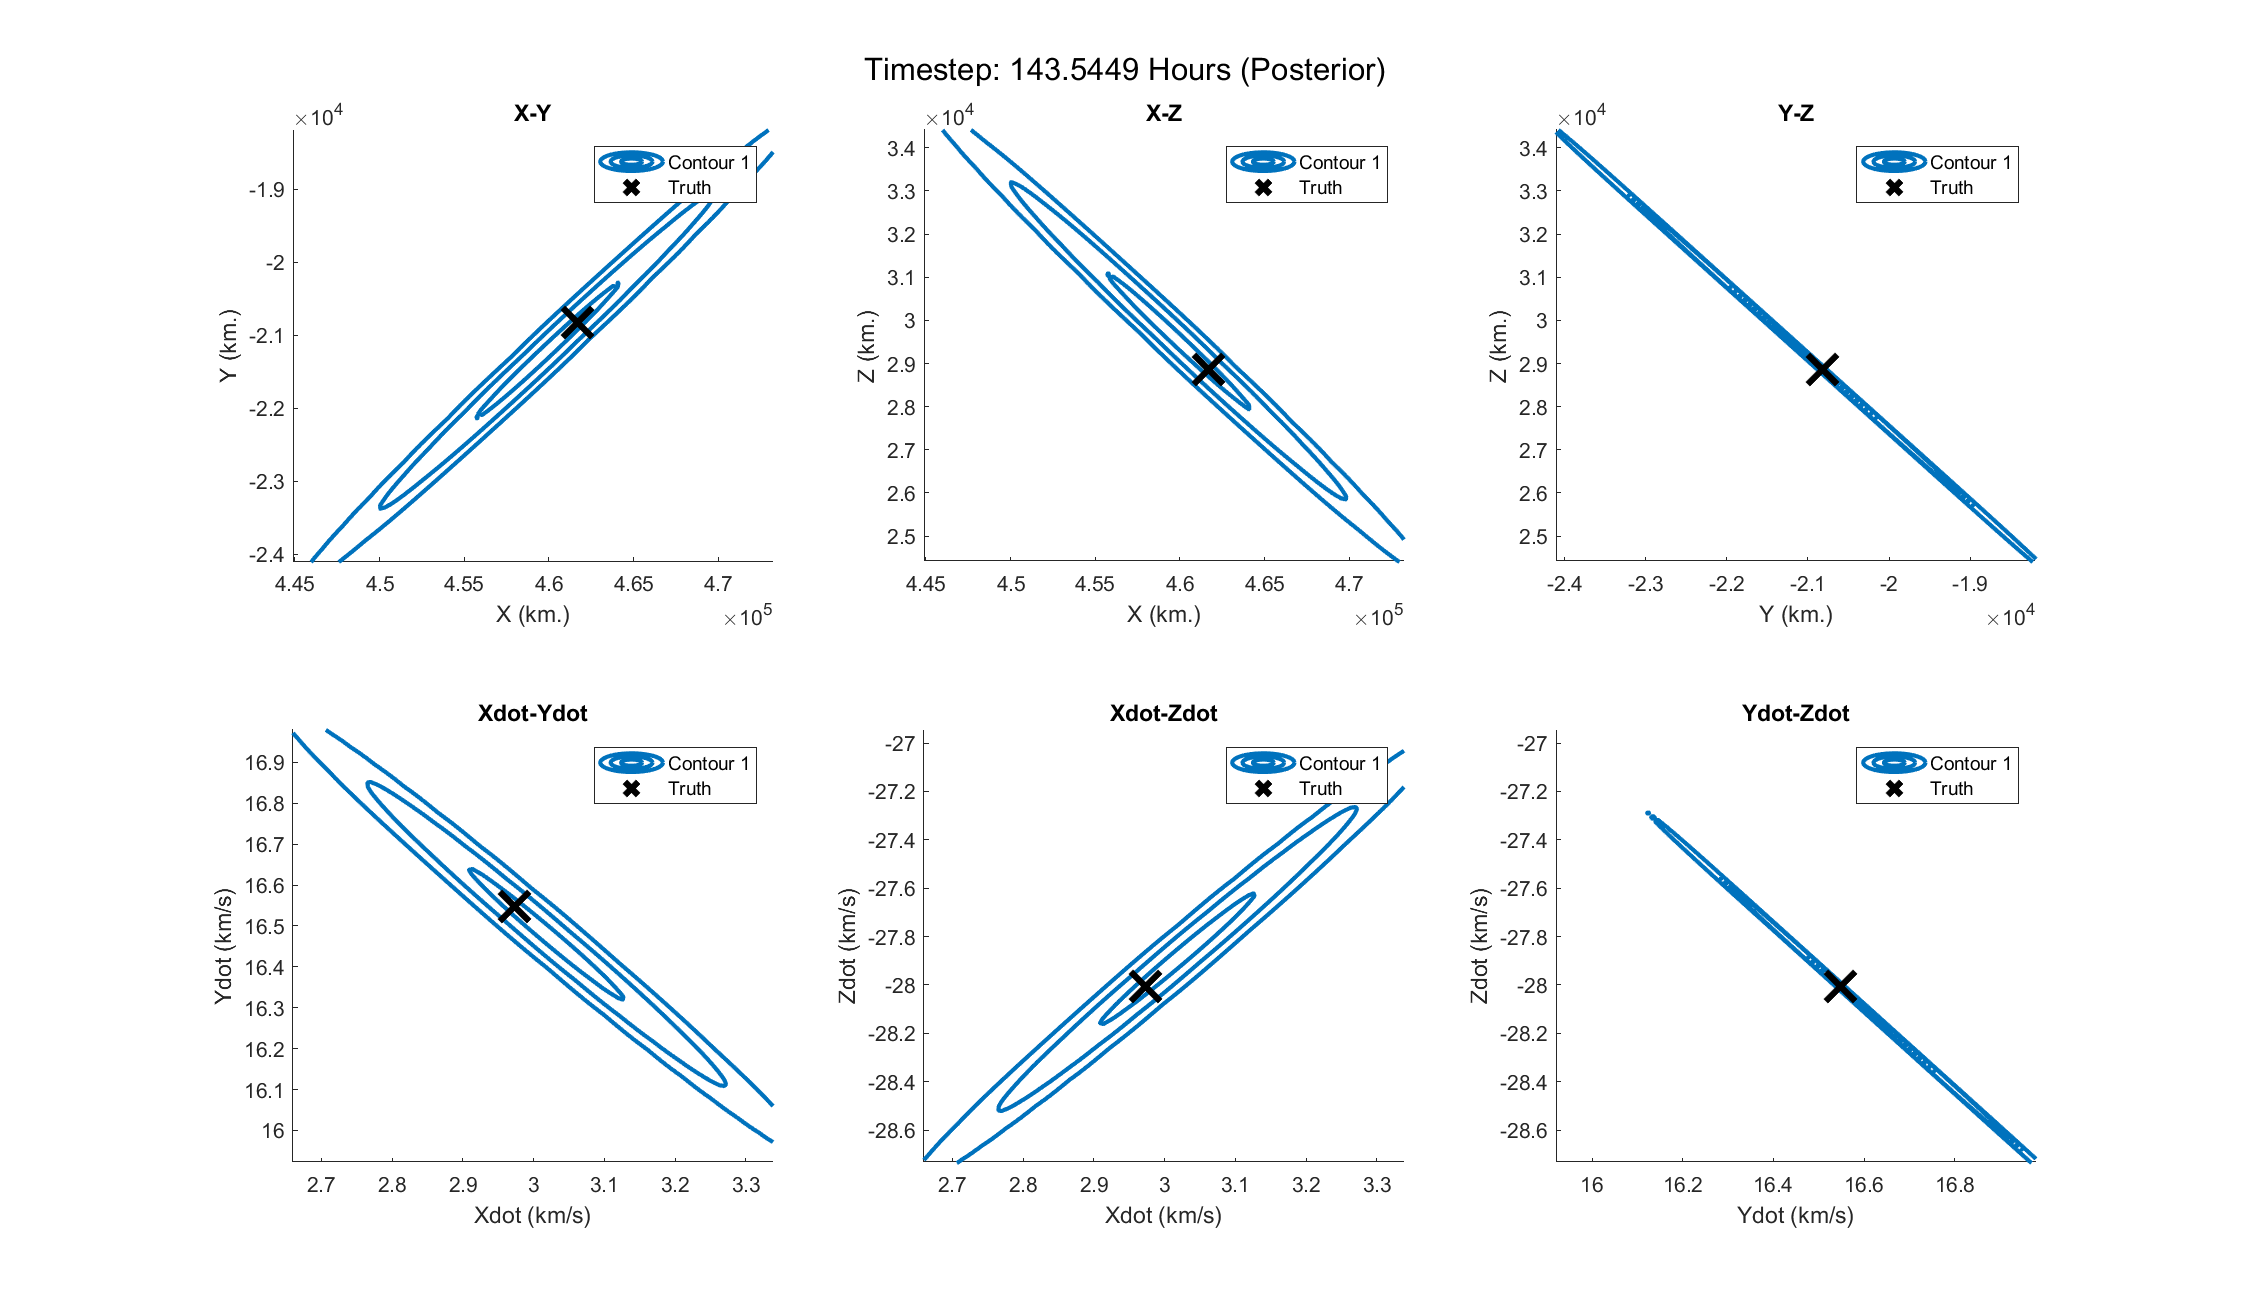 Timestep: 143.5449 Hours (Posterior)
X-Y
×10^4
-1.9
-2
-2.1
-2.2
-2.3
-2.4
Y (km.)
4.45 4.5 4.55 4.6 4.65 4.7
X (km.)
×10^5
Contour 1
Truth
X-Z
×10^4
3.4
3.3
3.2
3.1
3
2.9
2.8
2.7
2.6
2.5
Z (km.)
4.45 4.5 4.55 4.6 4.65 4.7
X (km.)
×10^5
Contour 1
Truth
Y-Z
×10^4
3.4
3.3
3.2
3.1
3
2.9
2.8
2.7
2.6
2.5
Z (km.)
-2.4 -2.3 -2.2 -2.1 -2 -1.9
Y (km.)
×10^4
Contour 1
Truth
Xdot-Ydot
16.9
16.8
16.7
16.6
16.5
16.4
16.3
16.2
16.1
16
Ydot (km/s)
2.7 2.8 2.9 3 3.1 3.2 3.3
Xdot (km/s)
Contour 1
Truth
Xdot-Zdot
-27
-27.2
-27.4
-27.6
-27.8
-28
-28.2
-28.4
-28.6
Zdot (km/s)
2.7 2.8 2.9 3 3.1 3.2 3.3
Xdot (km/s)
Contour 1
Truth
Ydot-Zdot
-27
-27.2
-27.4
-27.6
-27.8
-28
-28.2
-28.4
-28.6
Zdot (km/s)
16 16.2 16.4 16.6 16.8
Ydot (km/s)
Contour 1
Truth